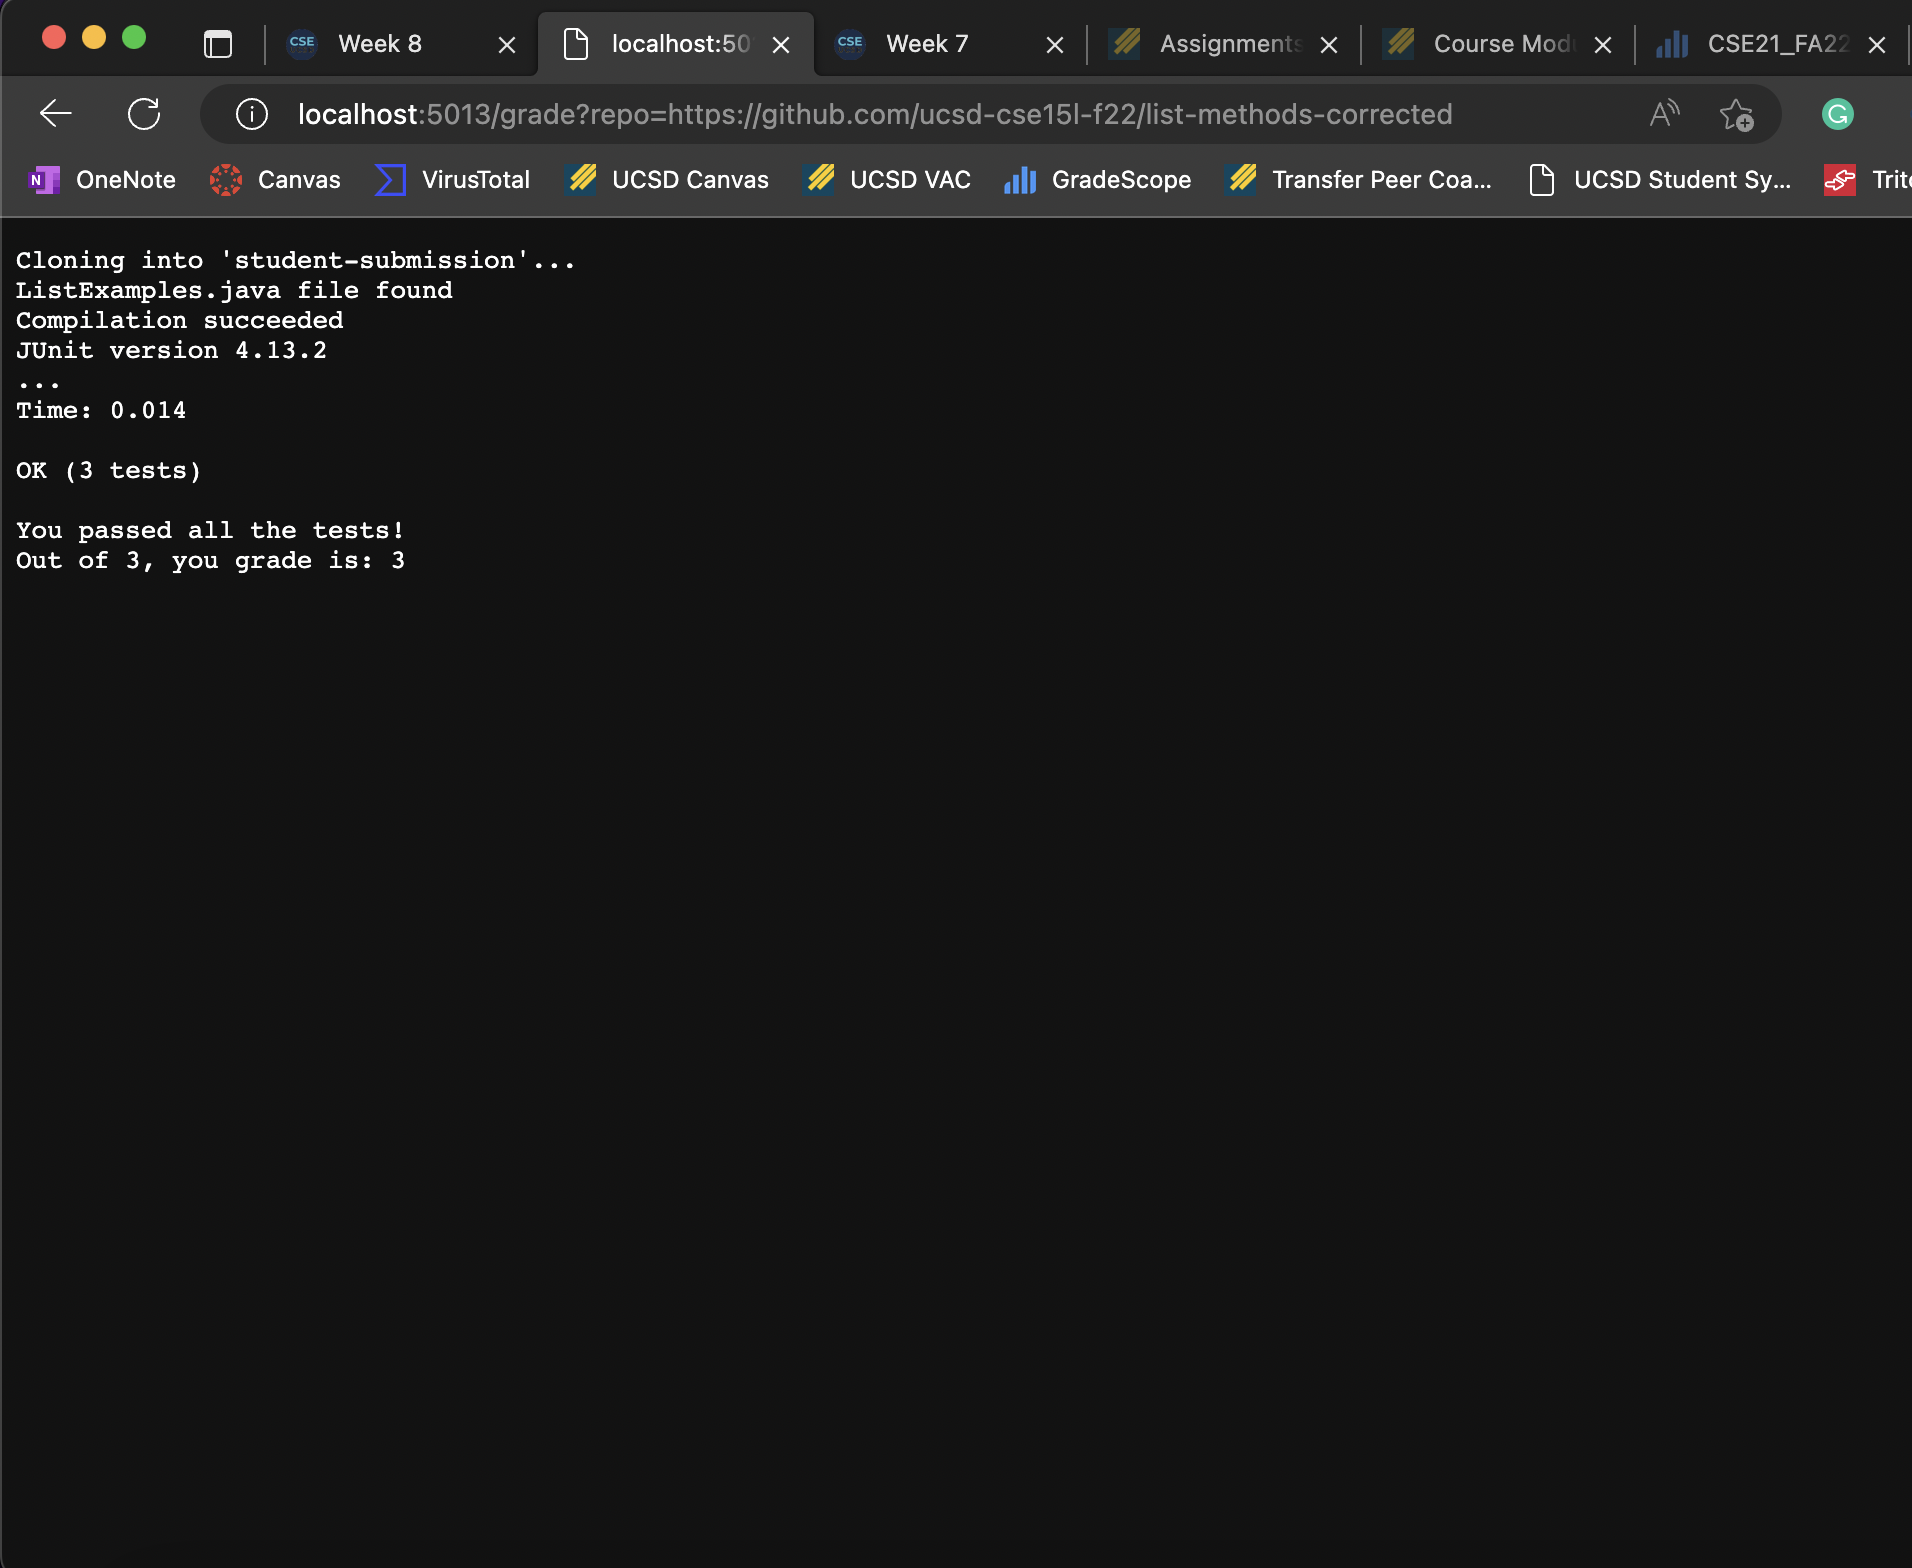 CSE Week 8
localhost:50
CSE Week 7
Assignments
Course Mod
CSE21_FA22
localhost:5013/grade?repo=https://github.com/ucsd-cse15l-f22/list-methods-corrected
N OneNote
Canvas
VirusTotal
UCSD Canvas
UCSD VAC
GradeScope
Transfer Peer Coa...
UCSD Student Sy...
Trito
Cloning into 'student-submission'...
ListExamples.java file found
Compilation succeeded
JUnit version 4.13.2
...
Time: 0.014
OK (3 tests)
You passed all the tests!
Out of 3, you grade is: 3